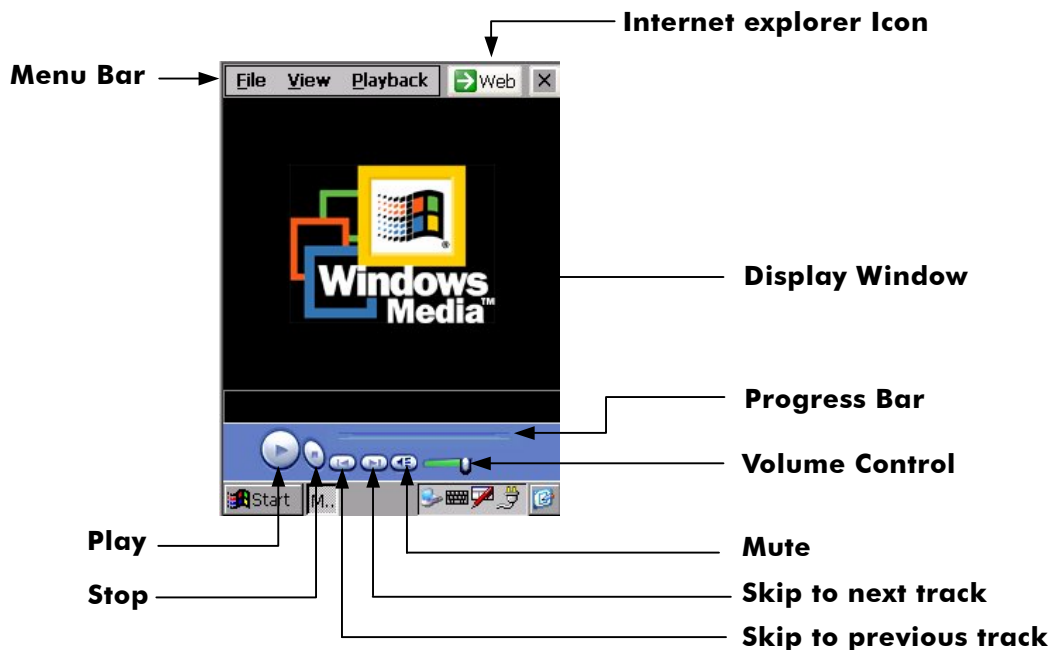 Internet explorer Icon
Menu Bar
File View Playback Web
Windows
Media™
Display Window
Progress Bar
Volume Control
Start M..
Play
Mute
Stop
Skip to next track
Skip to previous track